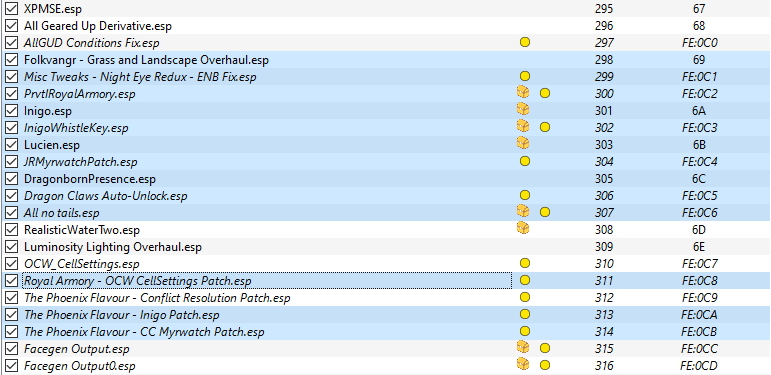 XPMSE.esp 295 67
All Geared Up Derivative.esp 296 68
AllGUD Conditions Fix.esp 297 FE:0C0
Folkvangr - Grass and Landscape Overhaul.esp 298 69
Misc Tweaks - Night Eye Redux - ENB Fix.esp 299 FE:0C1
PrvtIRoyalArmory.esp 300 FE:0C2
Inigo.esp 301 6A
InigoWhistleKey.esp 302 FE:0C3
Lucien.esp 303 6B
JRMyrwatchPatch.esp 304 FE:0C4
DragonbornPresence.esp 305 6C
Dragon Claws Auto-Unlock.esp 306 FE:0C5
All no tails.esp 307 FE:0C6
RealisticWaterTwo.esp 308 6D
Luminosity Lighting Overhaul.esp 309 6E
OCW_CellSettings.esp 310 FE:0C7
Royal Armory - OCW CellSettings Patch.esp 311 FE:0C8
The Phoenix Flavour - Conflict Resolution Patch.esp 312 FE:0C9
The Phoenix Flavour - Inigo Patch.esp 313 FE:0CA
The Phoenix Flavour - CC Myrwatch Patch.esp 314 FE:0CB
Facegen Output.esp 315 FE:0CC
Facegen Output0.esp 316 FE:0CD